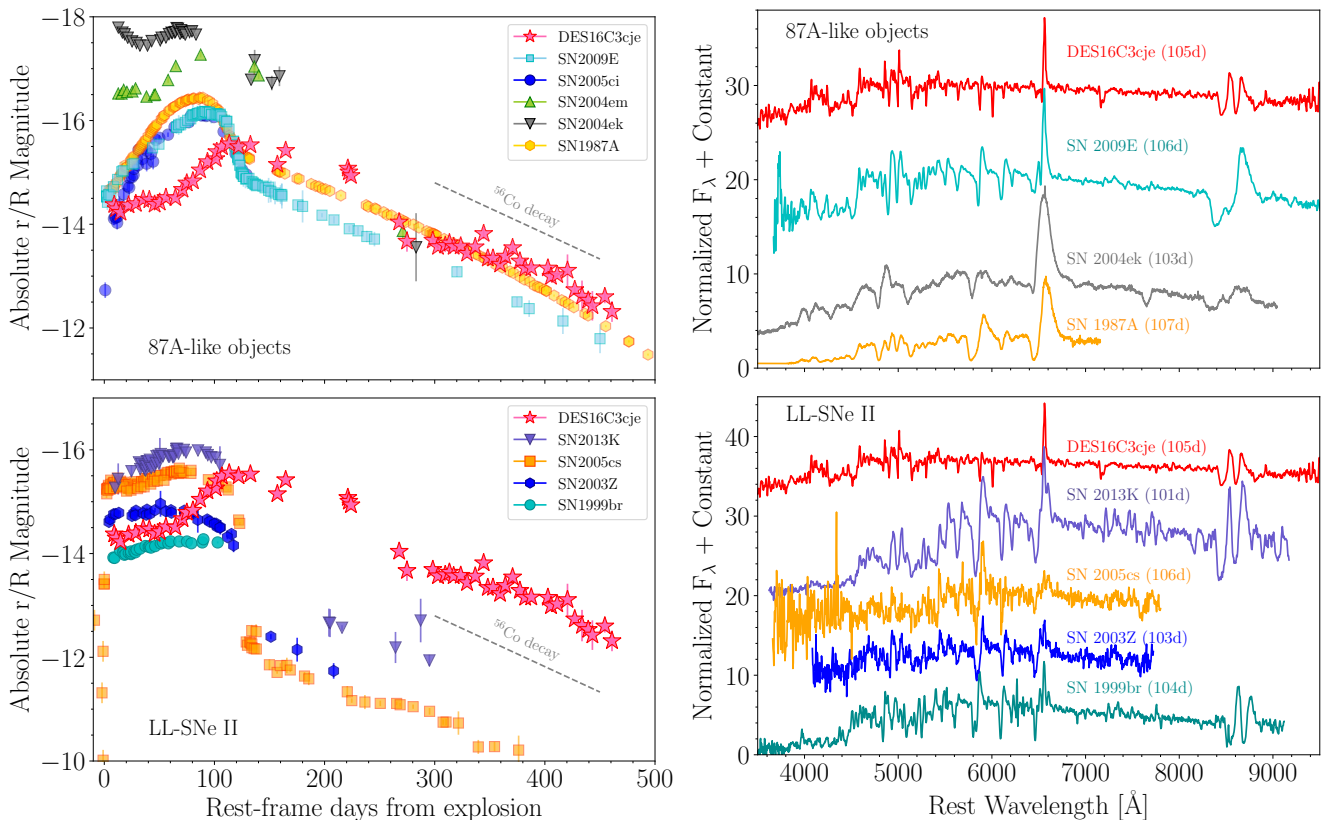 −18
−16
−14
−12
Absolute r/R Magnitude
DES16C3cje
SN2009E
SN2005ci
SN2004em
SN2004ek
SN1987A
⁵⁶Co decay
87A-like objects
30
20
10
0
Normalized F_λ + Constant
87A-like objects
DES16C3cje (105d)
SN 2009E (106d)
SN 2004ek (103d)
SN 1987A (107d)
−16
−14
−12
−10
Absolute r/R Magnitude
DES16C3cje
SN2013K
SN2005cs
SN2003Z
SN1999br
⁵⁶Co decay
LL-SNe II
0 100 200 300 400 500
Rest-frame days from explosion
40
30
20
10
0
Normalized F_λ + Constant
LL-SNe II
DES16C3cje (105d)
SN 2013K (101d)
SN 2005cs (106d)
SN 2003Z (103d)
SN 1999br (104d)
4000 5000 6000 7000 8000 9000
Rest Wavelength [Å]